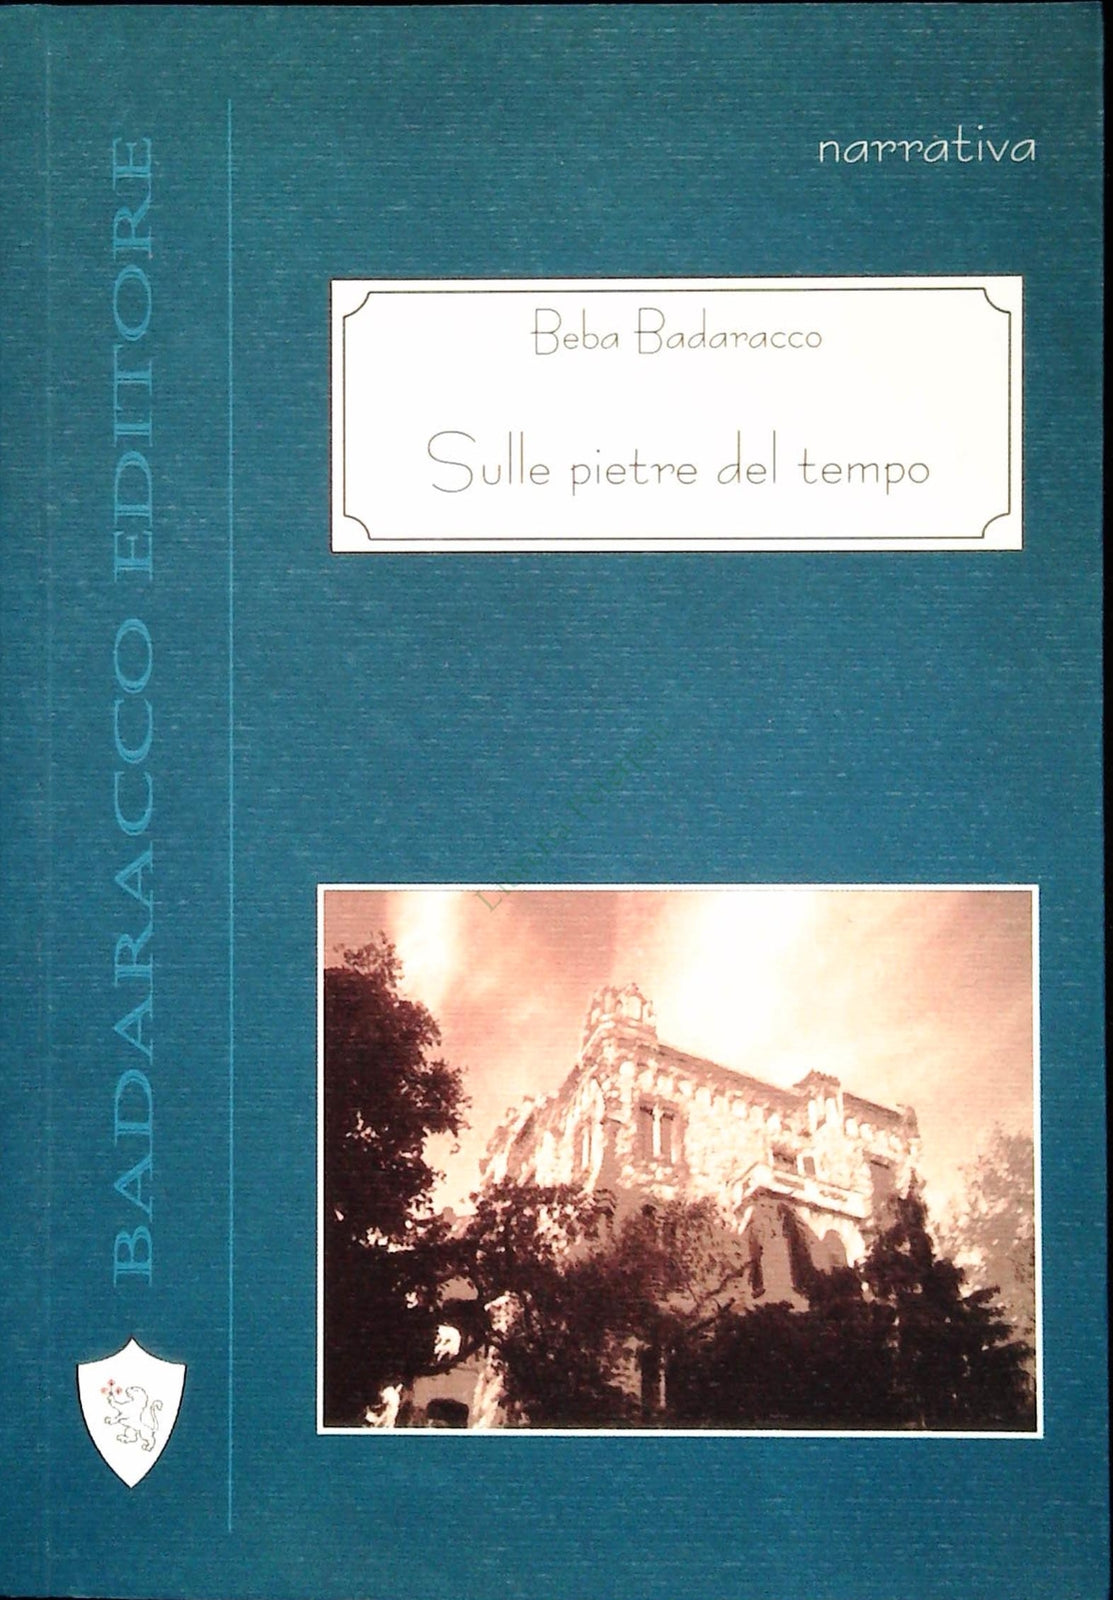 narrativa
Beba Badaracco
Sulle pietre del tempo
BADARACCO EDITORE